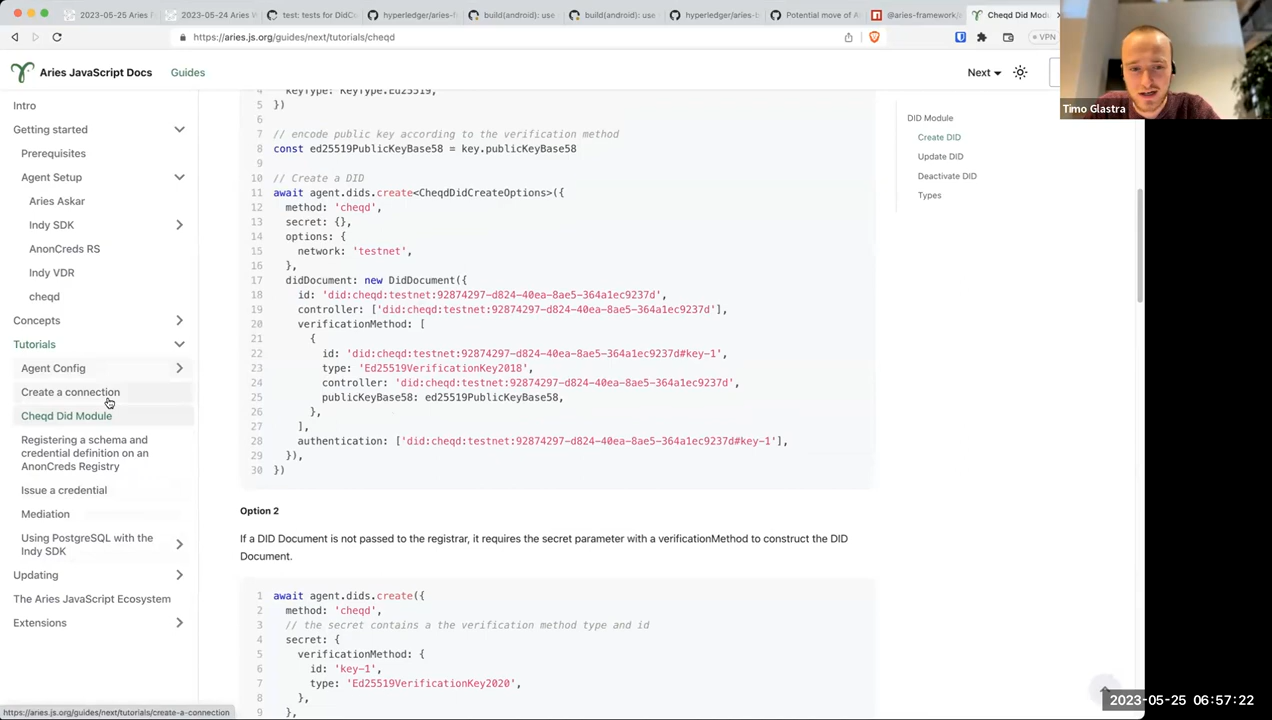 2023-05-25 Aries
2023-05-24 Aries W
test: tests for DidCo
hyperledger/aries-f
build(android): use
build(android): use
hyperledger/aries-b
Potential move of A
@aries-framework/
Cheqd Did Mod
https://aries.js.org/guides/next/tutorials/cheqd
VPN
Aries JavaScript Docs
Guides
Next
Timo Glastra
Intro
Getting started
Prerequisites
Agent Setup
Aries Askar
Indy SDK
AnonCreds RS
Indy VDR
cheqd
Concepts
Tutorials
Agent Config
Create a connection
Cheqd Did Module
Registering a schema and
credential definition on an
AnonCreds Registry
Issue a credential
Mediation
Using PostgreSQL with the
Indy SDK
Updating
The Aries JavaScript Ecosystem
Extensions
4 keyType: KeyType.Ed25519,
5 })
6
7 // encode public key according to the verification method
8 const ed25519PublicKeyBase58 = key.publicKeyBase58
9
10 // Create a DID
11 await agent.dids.create<CheqdDidCreateOptions>({
12 method: 'cheqd',
13 secret: {},
14 options: {
15 network: 'testnet',
16 },
17 didDocument: new DidDocument({
18 id: 'did:cheqd:testnet:92874297-d824-40ea-8ae5-364a1ec9237d',
19 controller: ['did:cheqd:testnet:92874297-d824-40ea-8ae5-364a1ec9237d'],
20 verificationMethod: [
21 {
22 id: 'did:cheqd:testnet:92874297-d824-40ea-8ae5-364a1ec9237d#key-1',
23 type: 'Ed25519VerificationKey2018',
24 controller: 'did:cheqd:testnet:92874297-d824-40ea-8ae5-364a1ec9237d',
25 publicKeyBase58: ed25519PublicKeyBase58,
26 },
27 ],
28 authentication: ['did:cheqd:testnet:92874297-d824-40ea-8ae5-364a1ec9237d#key-1'],
29 }),
30 })
Option 2
If a DID Document is not passed to the registrar, it requires the secret parameter with a verificationMethod to construct the DID
Document.
1 await agent.dids.create({
2 method: 'cheqd',
3 // the secret contains a the verification method type and id
4 secret: {
5 verificationMethod: {
6 id: 'key-1',
7 type: 'Ed25519VerificationKey2020',
8 },
9 },
DID Module
Create DID
Update DID
Deactivate DID
Types
https://aries.js.org/guides/next/tutorials/create-a-connection
2023-05-25 06:57:22